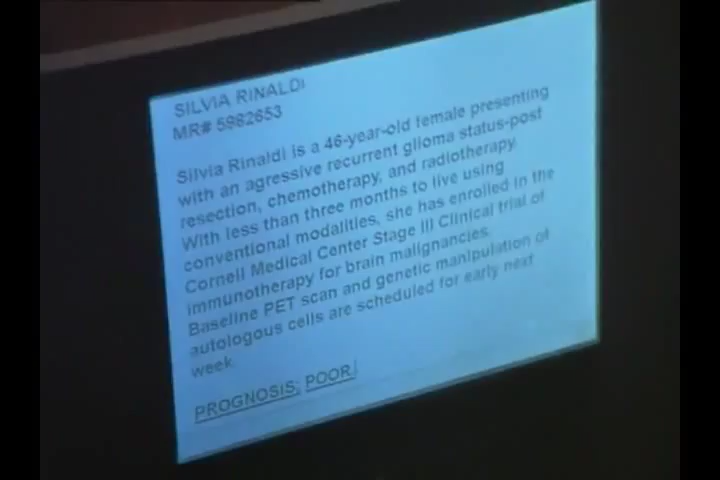 SILVIA RINALDI
MR# 5982653
Silvia Rinaldi is a 46-year-old female presenting
with an agressive recurrent glioma status-post
resection, chemotherapy, and radiotherapy.
With less than three months to live using
conventional modalities, she has enrolled in the
Cornell Medical Center Stage III Clinical trial of
immunotherapy for brain malignancies.
Baseline PET scan and genetic manipulation of
autologous cells are scheduled for early next
week.
PROGNOSIS: POOR